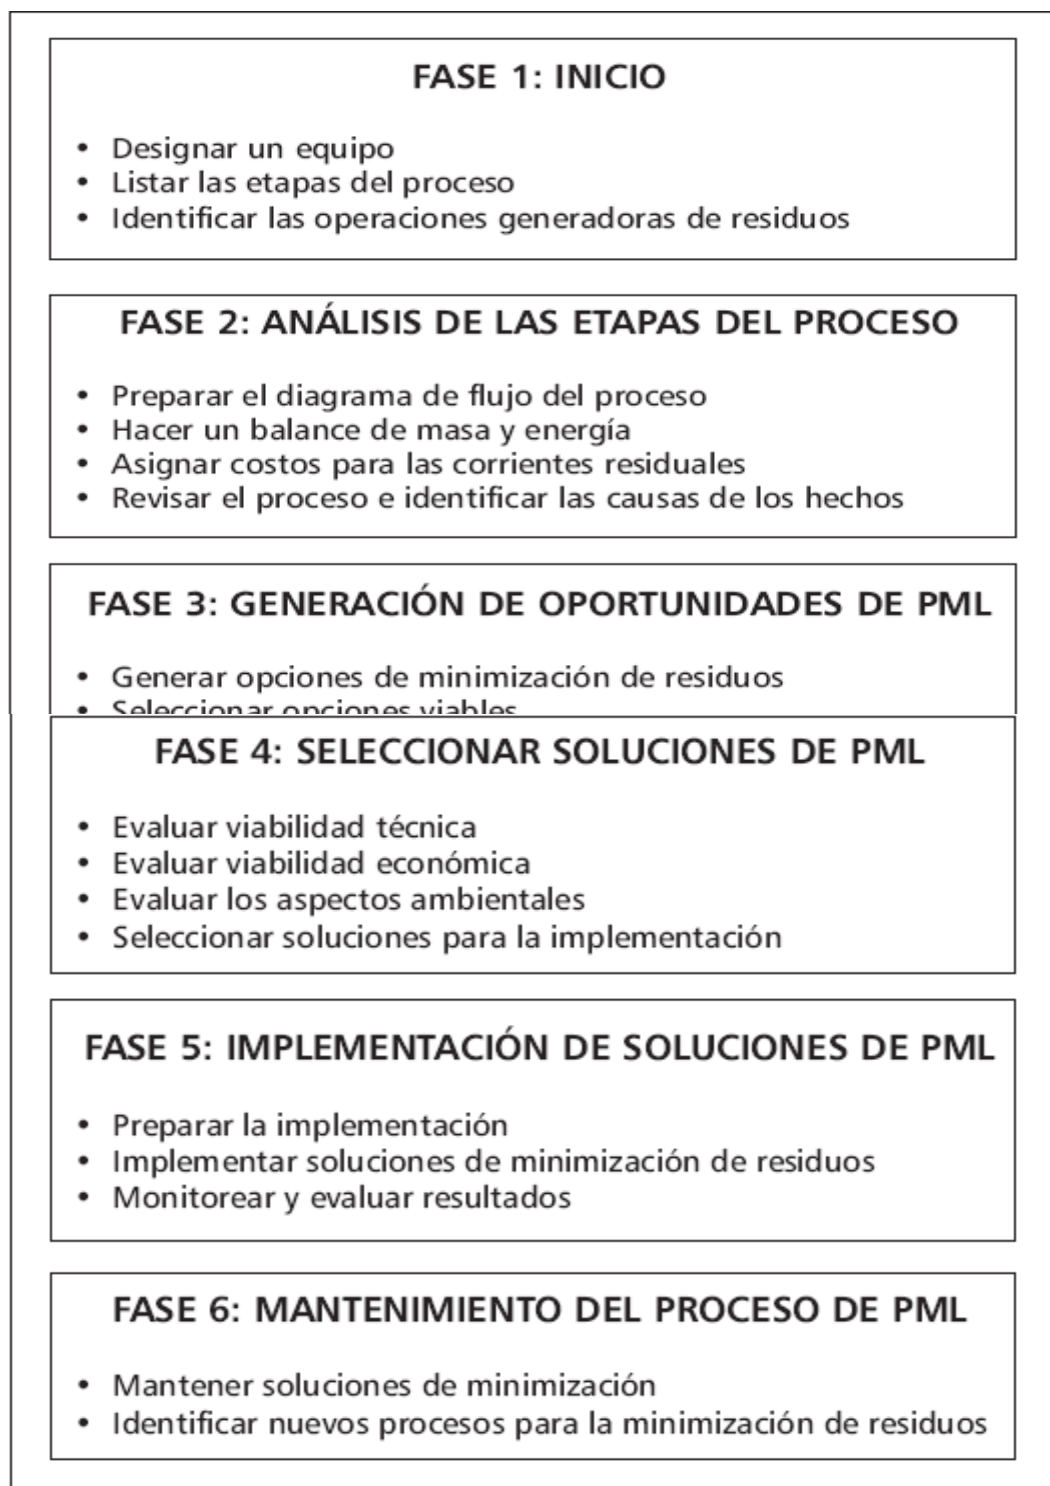 FASE 1: INICIO
• Designar un equipo
• Listar las etapas del proceso
• Identificar las operaciones generadoras de residuos
FASE 2: ANÁLISIS DE LAS ETAPAS DEL PROCESO
• Preparar el diagrama de flujo del proceso
• Hacer un balance de masa y energía
• Asignar costos para las corrientes residuales
• Revisar el proceso e identificar las causas de los hechos
FASE 3: GENERACIÓN DE OPORTUNIDADES DE PML
• Generar opciones de minimización de residuos
• Seleccionar opciones viables
FASE 4: SELECCIONAR SOLUCIONES DE PML
• Evaluar viabilidad técnica
• Evaluar viabilidad económica
• Evaluar los aspectos ambientales
• Seleccionar soluciones para la implementación
FASE 5: IMPLEMENTACIÓN DE SOLUCIONES DE PML
• Preparar la implementación
• Implementar soluciones de minimización de residuos
• Monitorear y evaluar resultados
FASE 6: MANTENIMIENTO DEL PROCESO DE PML
• Mantener soluciones de minimización
• Identificar nuevos procesos para la minimización de residuos